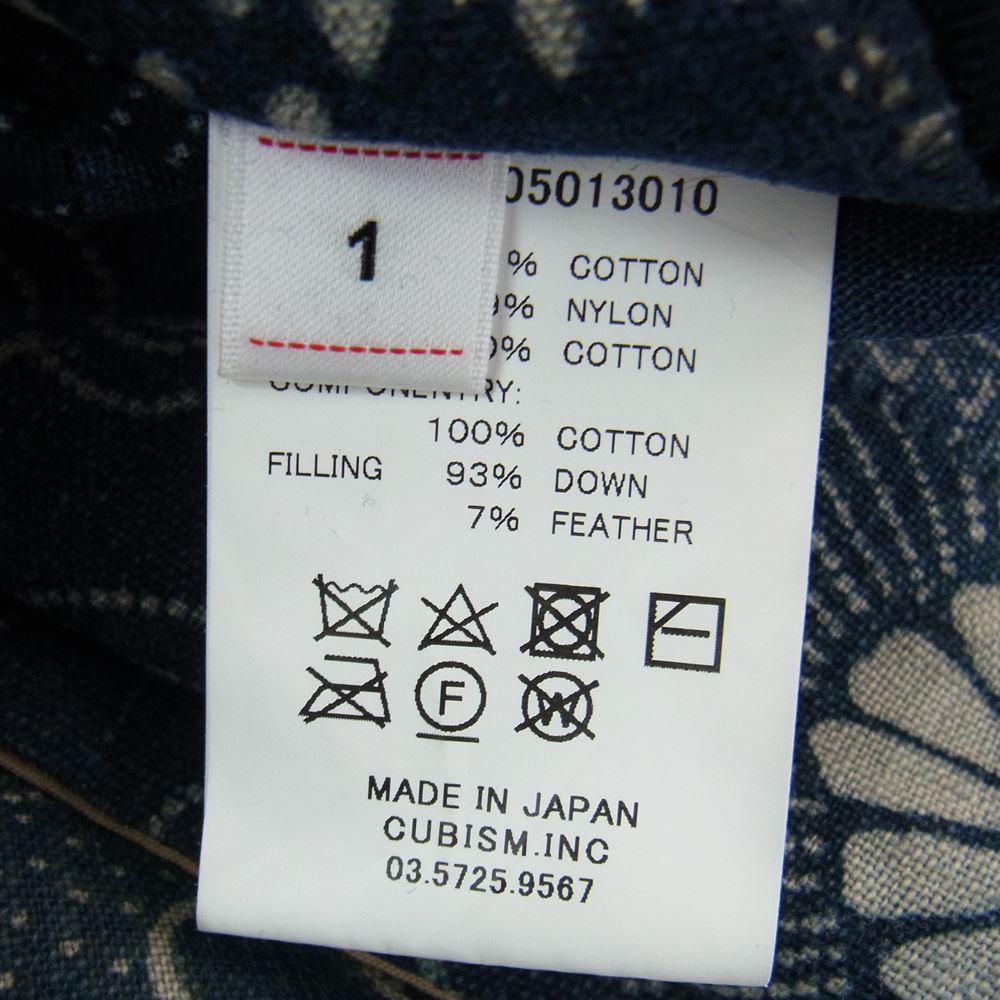 1
05013010
% COTTON
% NYLON
% COTTON
COMPONENTRY:
100% COTTON
FILLING 93% DOWN
7% FEATHER
F
W
MADE IN JAPAN
CUBISM.INC
03.5725.9567